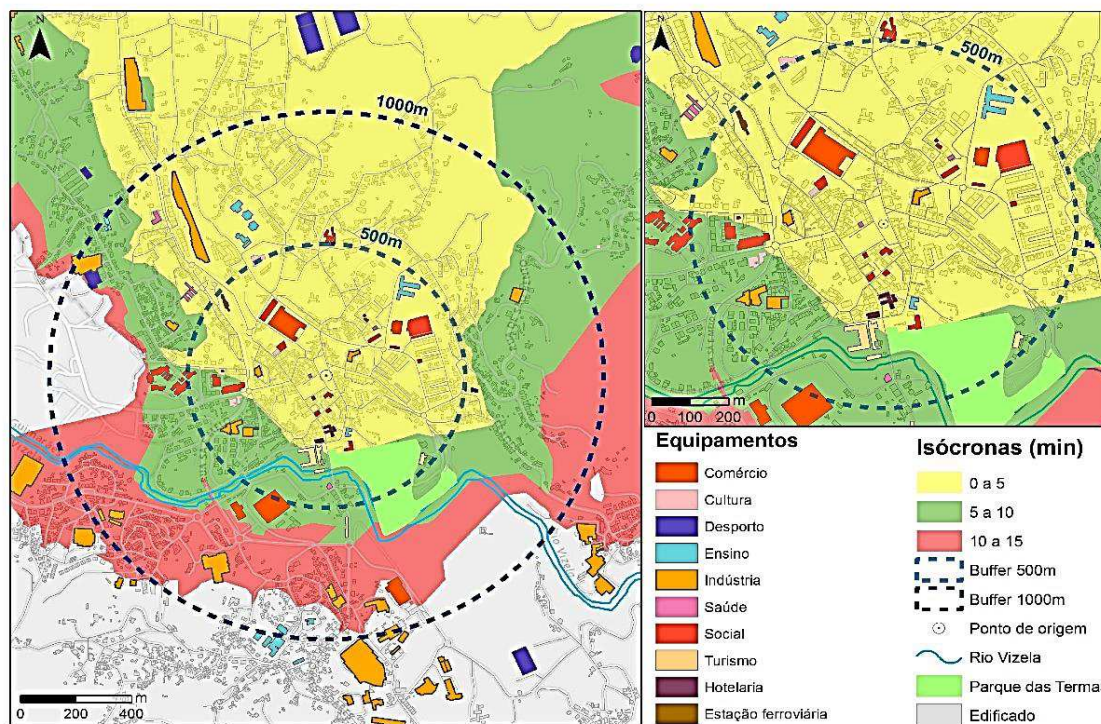 N
1000m
500m
0 200 400 m
N
500m
0 100 200 m
Equipamentos
Comércio
Cultura
Desporto
Ensino
Indústria
Saúde
Social
Turismo
Hotelaria
Estação ferroviária
Isócronas (min)
0 a 5
5 a 10
10 a 15
Buffer 500m
Buffer 1000m
Ponto de origem
Rio Vizela
Parque das Terma
Edificado